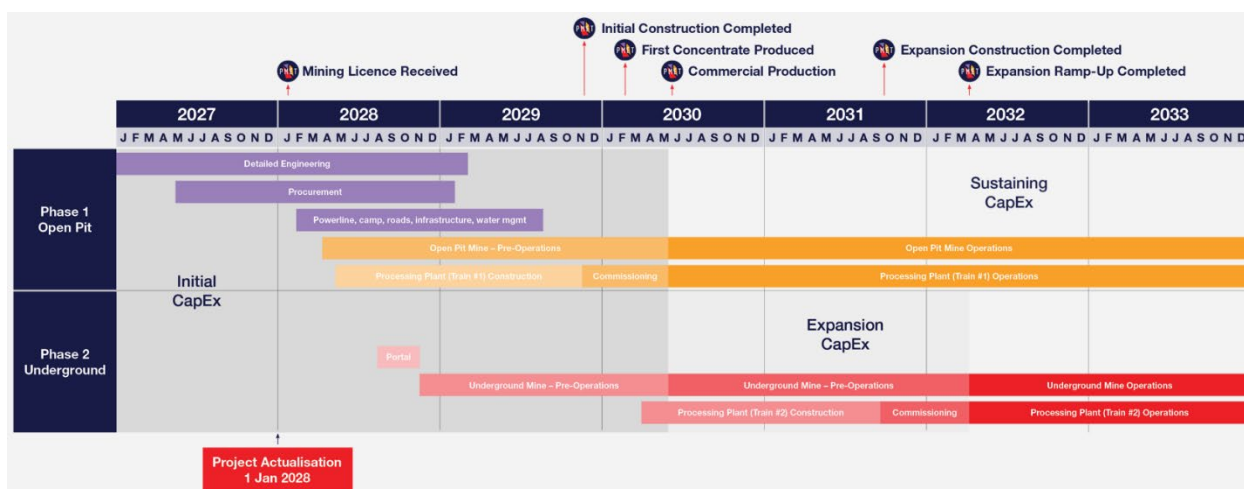 Initial Construction Completed
First Concentrate Produced
Expansion Construction Completed
Mining Licence Received
Commercial Production
Expansion Ramp-Up Completed
2027 2028 2029 2030 2031 2032 2033
J F M A M J J A S O N D J F M A M J J A S O N D J F M A M J J A S O N D J F M A M J J A S O N D J F M A M J J A S O N D J F M A M J J A S O N D J F M A M J J A S O N D
Phase 1
Open Pit
Detailed Engineering
Procurement
Powerline, camp, roads, infrastructure, water mgmt
Sustaining
CapEx
Open Pit Mine – Pre-Operations Open Pit Mine Operations
Processing Plant (Train #1) Construction Commissioning Processing Plant (Train #1) Operations
Initial
CapEx
Phase 2
Underground
Expansion
CapEx
Portal
Underground Mine – Pre-Operations Underground Mine – Pre-Operations Underground Mine Operations
Processing Plant (Train #2) Construction Commissioning Processing Plant (Train #2) Operations
Project Actualisation
1 Jan 2028